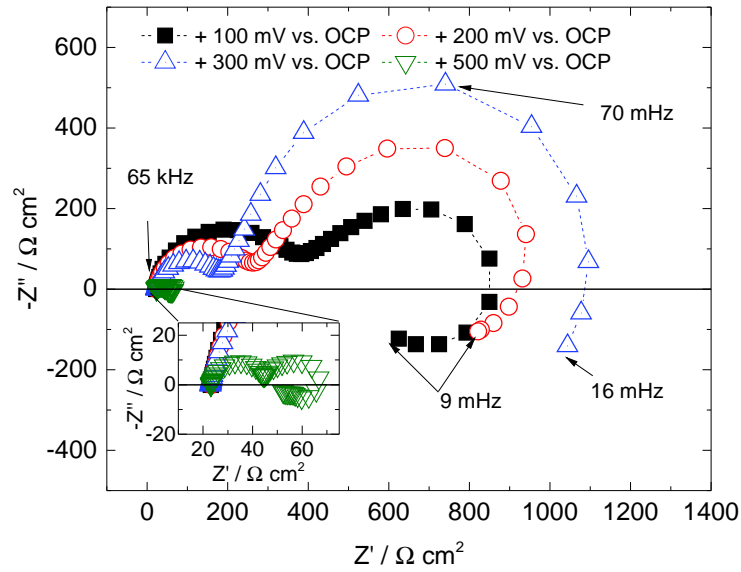 600
400
200
0
-200
-400
-Z'' / Ω cm²
+ 100 mV vs. OCP
+ 200 mV vs. OCP
+ 300 mV vs. OCP
+ 500 mV vs. OCP
70 mHz
65 kHz
9 mHz
16 mHz
20
0
-20
-Z'' / Ω cm²
20 40 60
Z' / Ω cm²
0 200 400 600 800 1000 1200 1400
Z' / Ω cm²